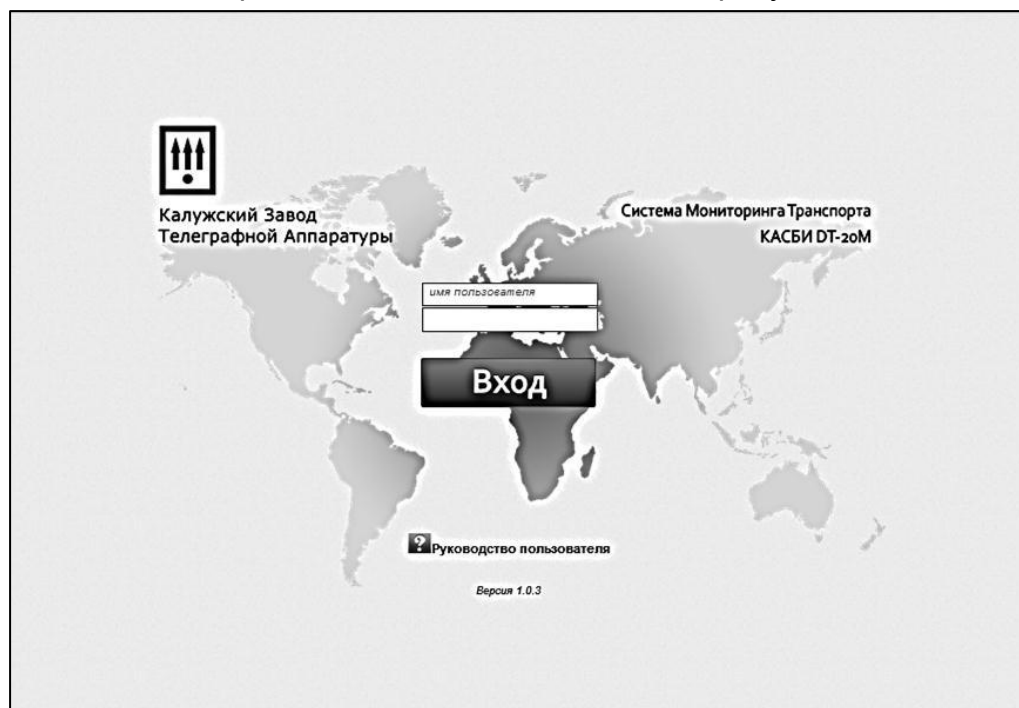 Калужский Завод
Телеграфной Аппаратуры
Система Мониторинга Транспорта
КАСБИ DT-20M
имя пользователя
Вход
?Руководство пользователя
Версия 1.0.3